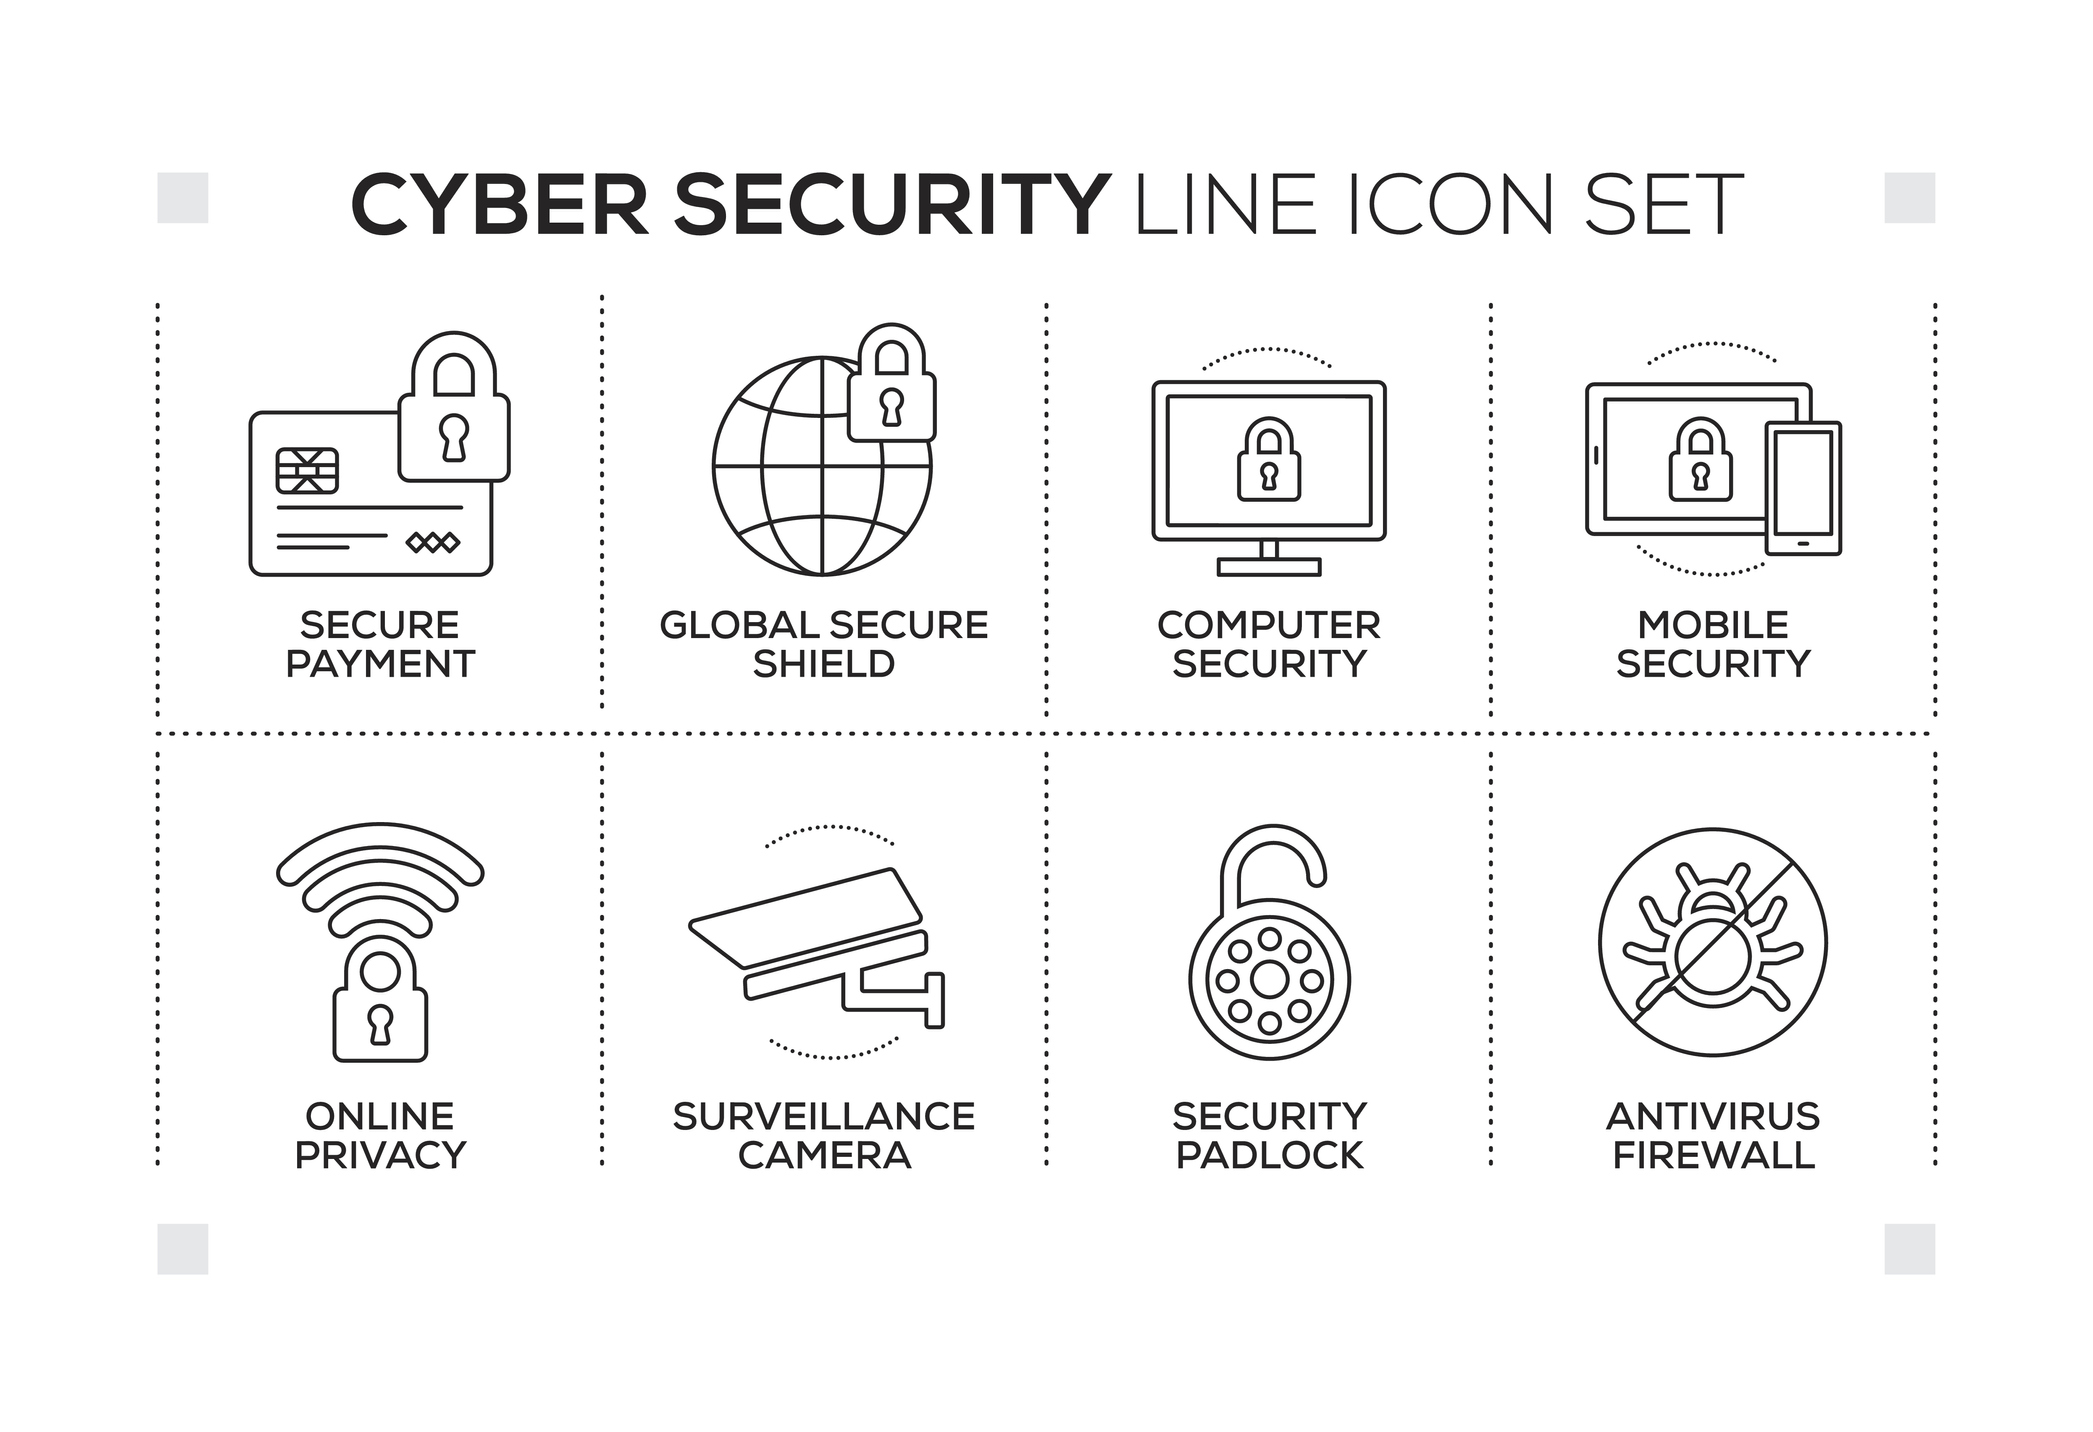 CYBER SECURITY LINE ICON SET
SECURE
PAYMENT
GLOBAL SECURE
SHIELD
COMPUTER
SECURITY
MOBILE
SECURITY
ONLINE
PRIVACY
SURVEILLANCE
CAMERA
SECURITY
PADLOCK
ANTIVIRUS
FIREWALL